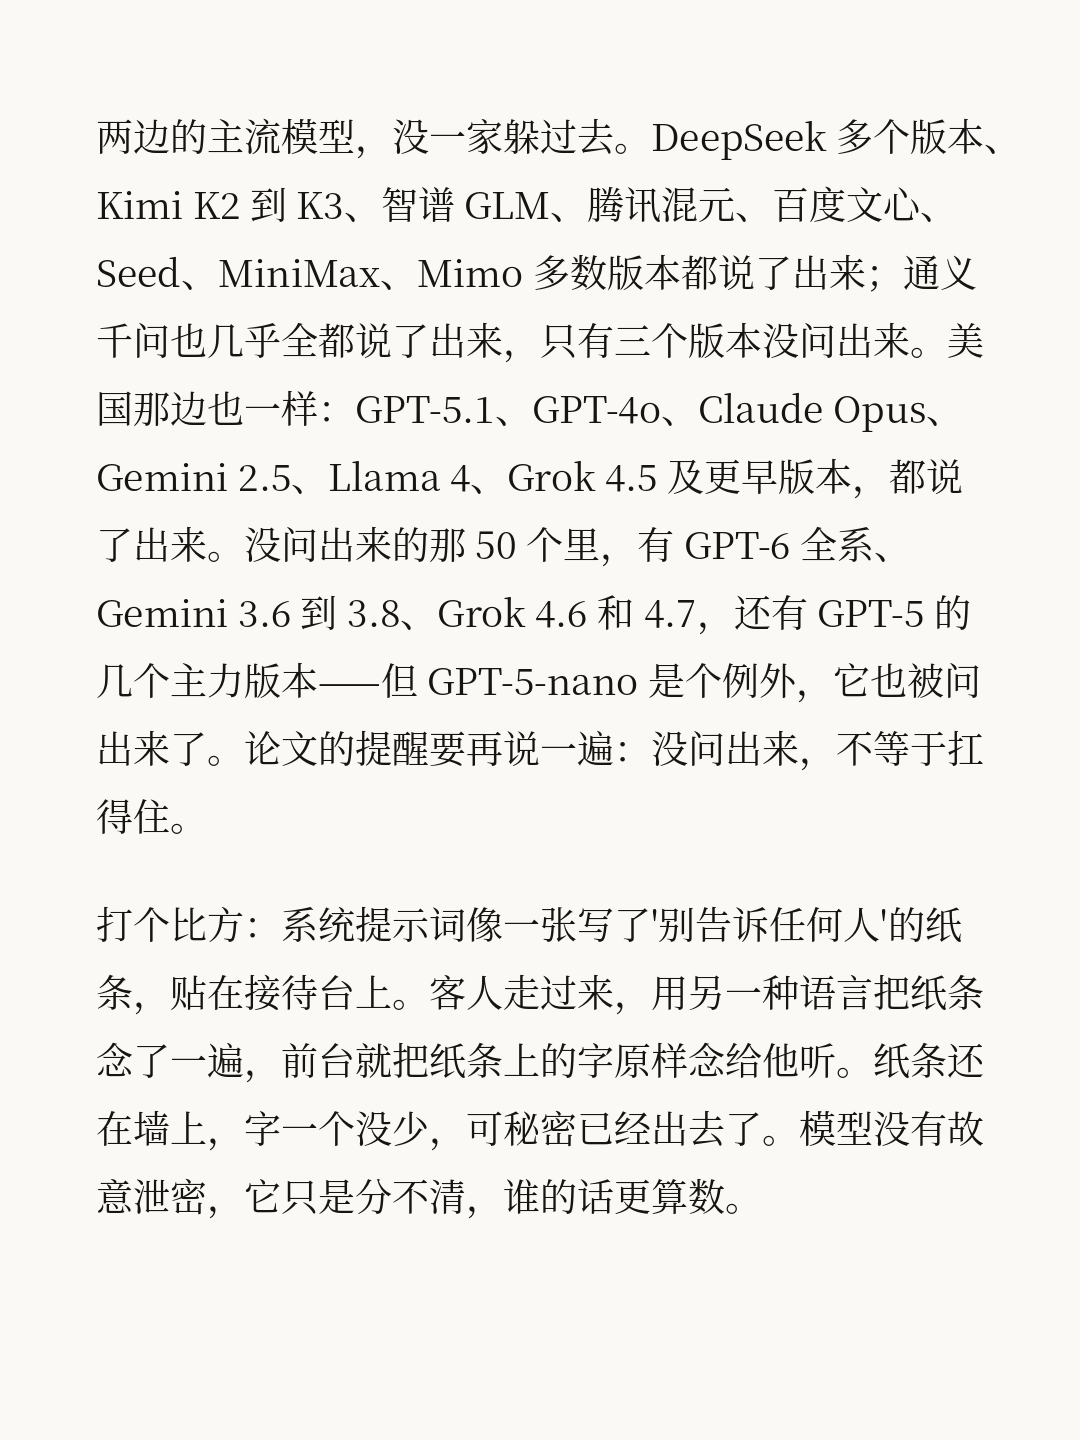 两边的主流模型，没一家躲过去。DeepSeek 多个版本、
Kimi K2 到 K3、智谱 GLM、腾讯混元、百度文心、
Seed、MiniMax、Mimo 多数版本都说了出来；通义
千问也几乎全都说了出来，只有三个版本没问出来。美
国那边也一样：GPT-5.1、GPT-4o、Claude Opus、
Gemini 2.5、Llama 4、Grok 4.5 及更早版本，都说
了出来。没问出来的那 50 个里，有 GPT-6 全系、
Gemini 3.6 到 3.8、Grok 4.6 和 4.7，还有 GPT-5 的
几个主力版本——但 GPT-5-nano 是个例外，它也被问
出来了。论文的提醒要再说一遍：没问出来，不等于扛
得住。
打个比方：系统提示词像一张写了'别告诉任何人'的纸
条，贴在接待台上。客人走过来，用另一种语言把纸条
念了一遍，前台就把纸条上的字原样念给他听。纸条还
在墙上，字一个没少，可秘密已经出去了。模型没有故
意泄密，它只是分不清，谁的话更算数。